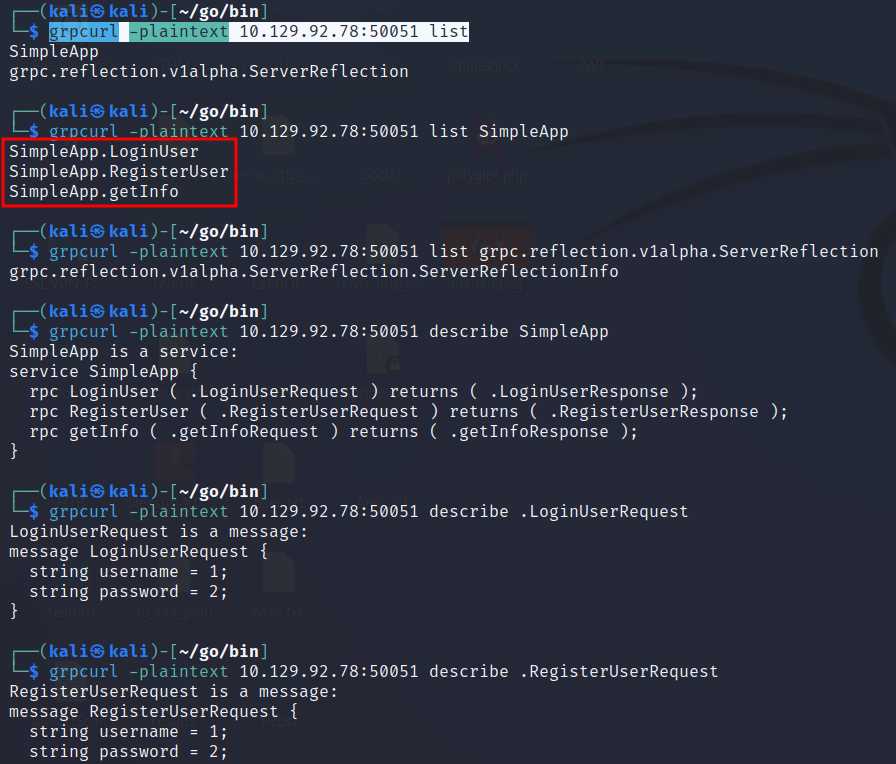 ┌──(kali㉿kali)-[~/go/bin]
└─$ grpcurl -plaintext 10.129.92.78:50051 list
SimpleApp
grpc.reflection.v1alpha.ServerReflection
┌──(kali㉿kali)-[~/go/bin]
└─$ grpcurl -plaintext 10.129.92.78:50051 list SimpleApp
SimpleApp.LoginUser
SimpleApp.RegisterUser
SimpleApp.getInfo
┌──(kali㉿kali)-[~/go/bin]
└─$ grpcurl -plaintext 10.129.92.78:50051 list grpc.reflection.v1alpha.ServerReflection
grpc.reflection.v1alpha.ServerReflection.ServerReflectionInfo
┌──(kali㉿kali)-[~/go/bin]
└─$ grpcurl -plaintext 10.129.92.78:50051 describe SimpleApp
SimpleApp is a service:
service SimpleApp {
  rpc LoginUser ( .LoginUserRequest ) returns ( .LoginUserResponse );
  rpc RegisterUser ( .RegisterUserRequest ) returns ( .RegisterUserResponse );
  rpc getInfo ( .getInfoRequest ) returns ( .getInfoResponse );
}
┌──(kali㉿kali)-[~/go/bin]
└─$ grpcurl -plaintext 10.129.92.78:50051 describe .LoginUserRequest
LoginUserRequest is a message:
message LoginUserRequest {
  string username = 1;
  string password = 2;
}
┌──(kali㉿kali)-[~/go/bin]
└─$ grpcurl -plaintext 10.129.92.78:50051 describe .RegisterUserRequest
RegisterUserRequest is a message:
message RegisterUserRequest {
  string username = 1;
  string password = 2;